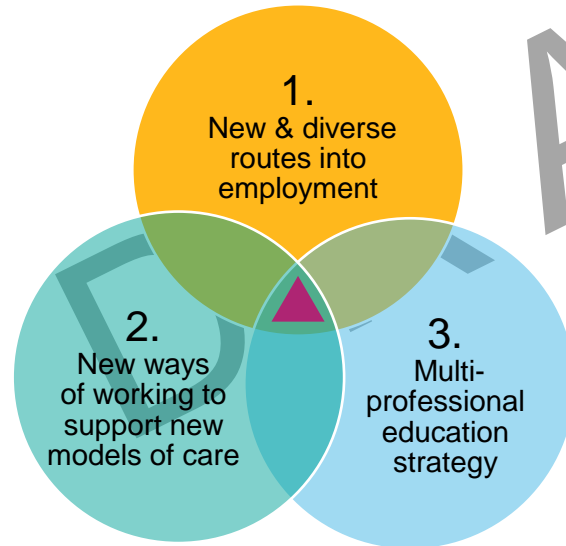 1.
New & diverse
routes into
employment
2.
New ways
of working to
support new
models of care
3.
Multi-
professional
education
strategy